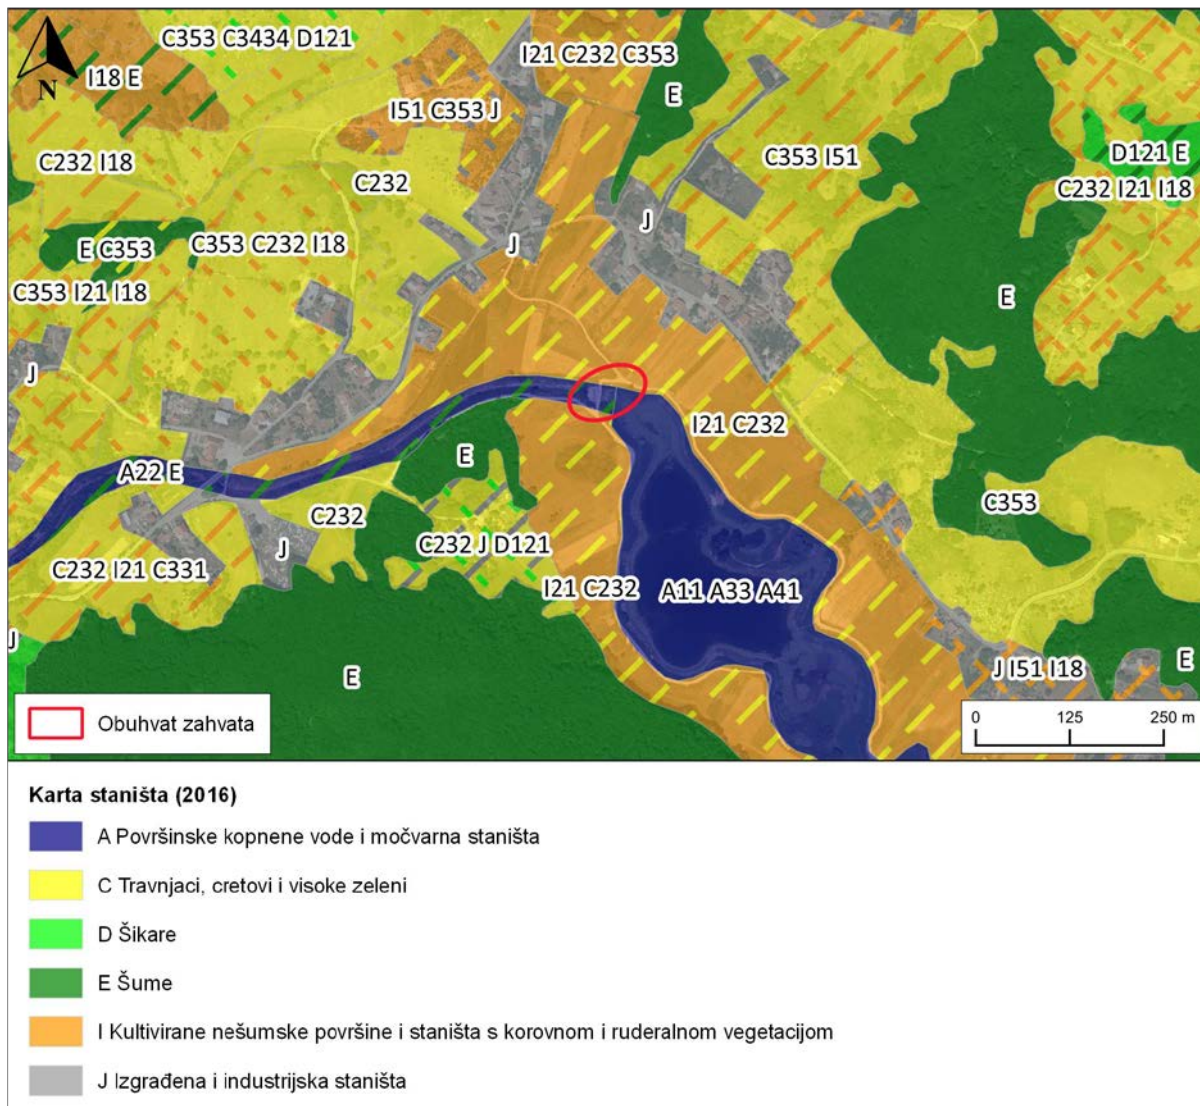 C353 C3434 D121
I21 C232 C353
N
I18 E
E
I51 C353 J
D121 E
C232 I18
C353 I51
C232
C232 I21 I18
J
E C353
C353 C232 I18
J
C353 I21 I18
E
J
I21 C232
E
A22 E
C353
C232
C232 J D121
J
C232 I21 C331
I21 C232
A11 A33 A41
J
E
J I51 I18
E
Obuhvat zahvata
0 125 250 m
Karta staništa (2016)
A Površinske kopnene vode i močvarna staništa
C Travnjaci, cretovi i visoke zeleni
D Šikare
E Šume
I Kultivirane nešumske površine i staništa s korovnom i ruderalnom vegetacijom
J Izgrađena i industrijska staništa